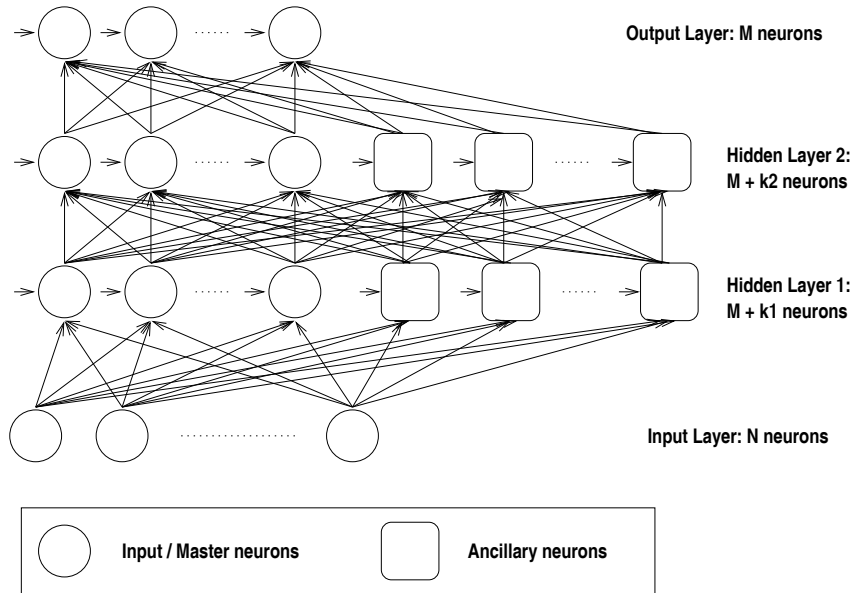 Output Layer: M neurons
Hidden Layer 2:
M + k2 neurons
Hidden Layer 1:
M + k1 neurons
Input Layer: N neurons
Input / Master neurons
Ancillary neurons